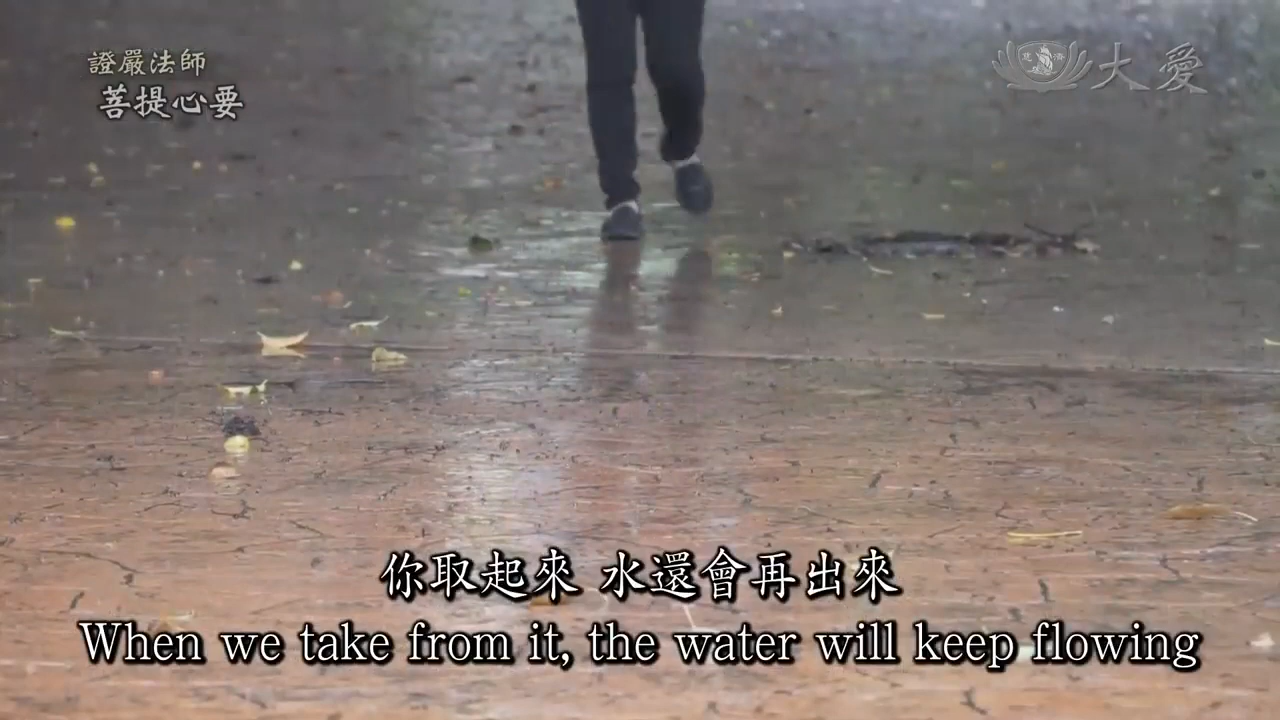 證嚴法師
菩提心要
大愛
你取起來 水還會再出來
When we take from it, the water will keep flowing